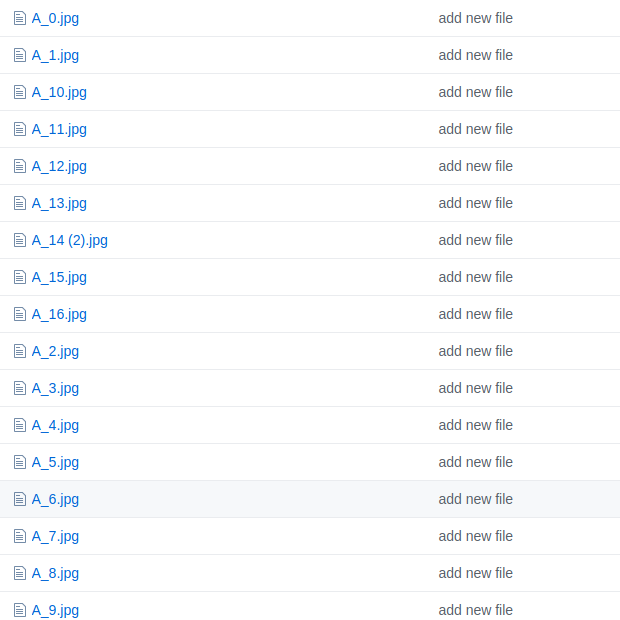 A_0.jpg add new file
A_1.jpg add new file
A_10.jpg add new file
A_11.jpg add new file
A_12.jpg add new file
A_13.jpg add new file
A_14 (2).jpg add new file
A_15.jpg add new file
A_16.jpg add new file
A_2.jpg add new file
A_3.jpg add new file
A_4.jpg add new file
A_5.jpg add new file
A_6.jpg add new file
A_7.jpg add new file
A_8.jpg add new file
A_9.jpg add new file